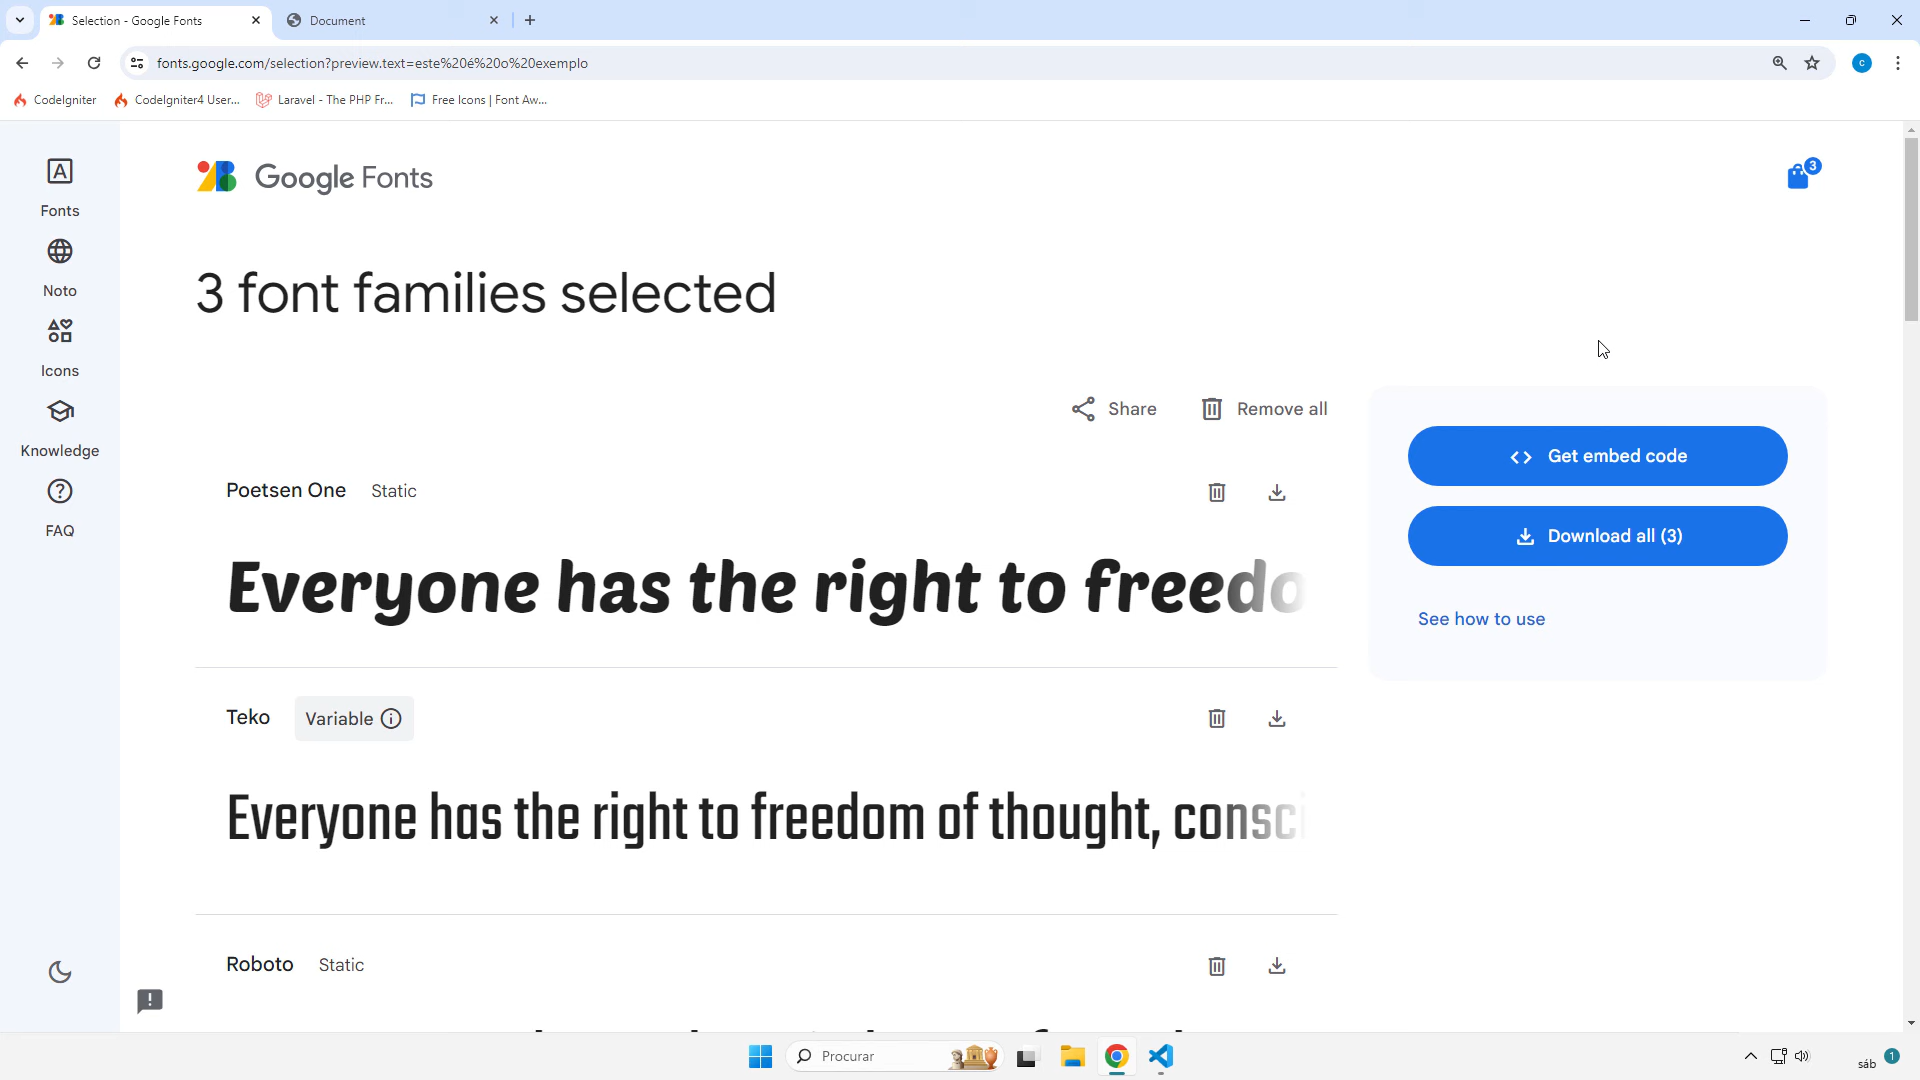 Selection - Google Fonts
Document
fonts.google.com/selection?preview.text=este%20é%20o%20exemplo
c
CodeIgniter
CodeIgniter4 User...
Laravel - The PHP Fr...
Free Icons | Font Aw...
Fonts
Noto
Icons
Knowledge
FAQ
Google Fonts
3
3 font families selected
Share
Remove all
Get embed code
Download all (3)
See how to use
Poetsen One Static
Everyone has the right to freedo
Teko Variable
Everyone has the right to freedom of thought, consci
Roboto Static
Procurar
sáb
1